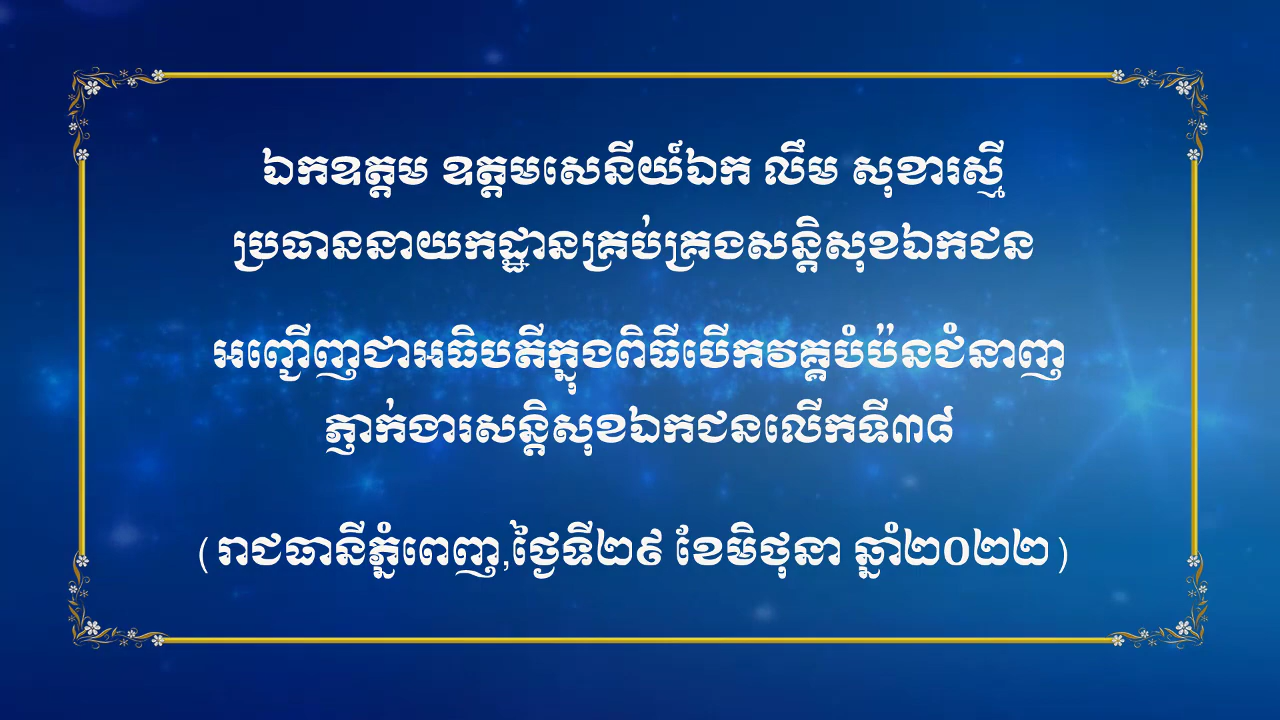 ឯកឧត្តម ឧត្តមសេនីយ៍ឯក លឹម សុខារស្មី
ប្រធាននាយកដ្ឋានគ្រប់គ្រងសន្តិសុខឯកជន
អញ្ជើញជាអធិបតីក្នុងពិធីបើកវគ្គបំប៉នជំនាញ
ភ្នាក់ងារសន្តិសុខឯកជនលើកទី៣៨
(រាជធានីភ្នំពេញ,ថ្ងៃទី២៩ ខែមិថុនា ឆ្នាំ២០២២)